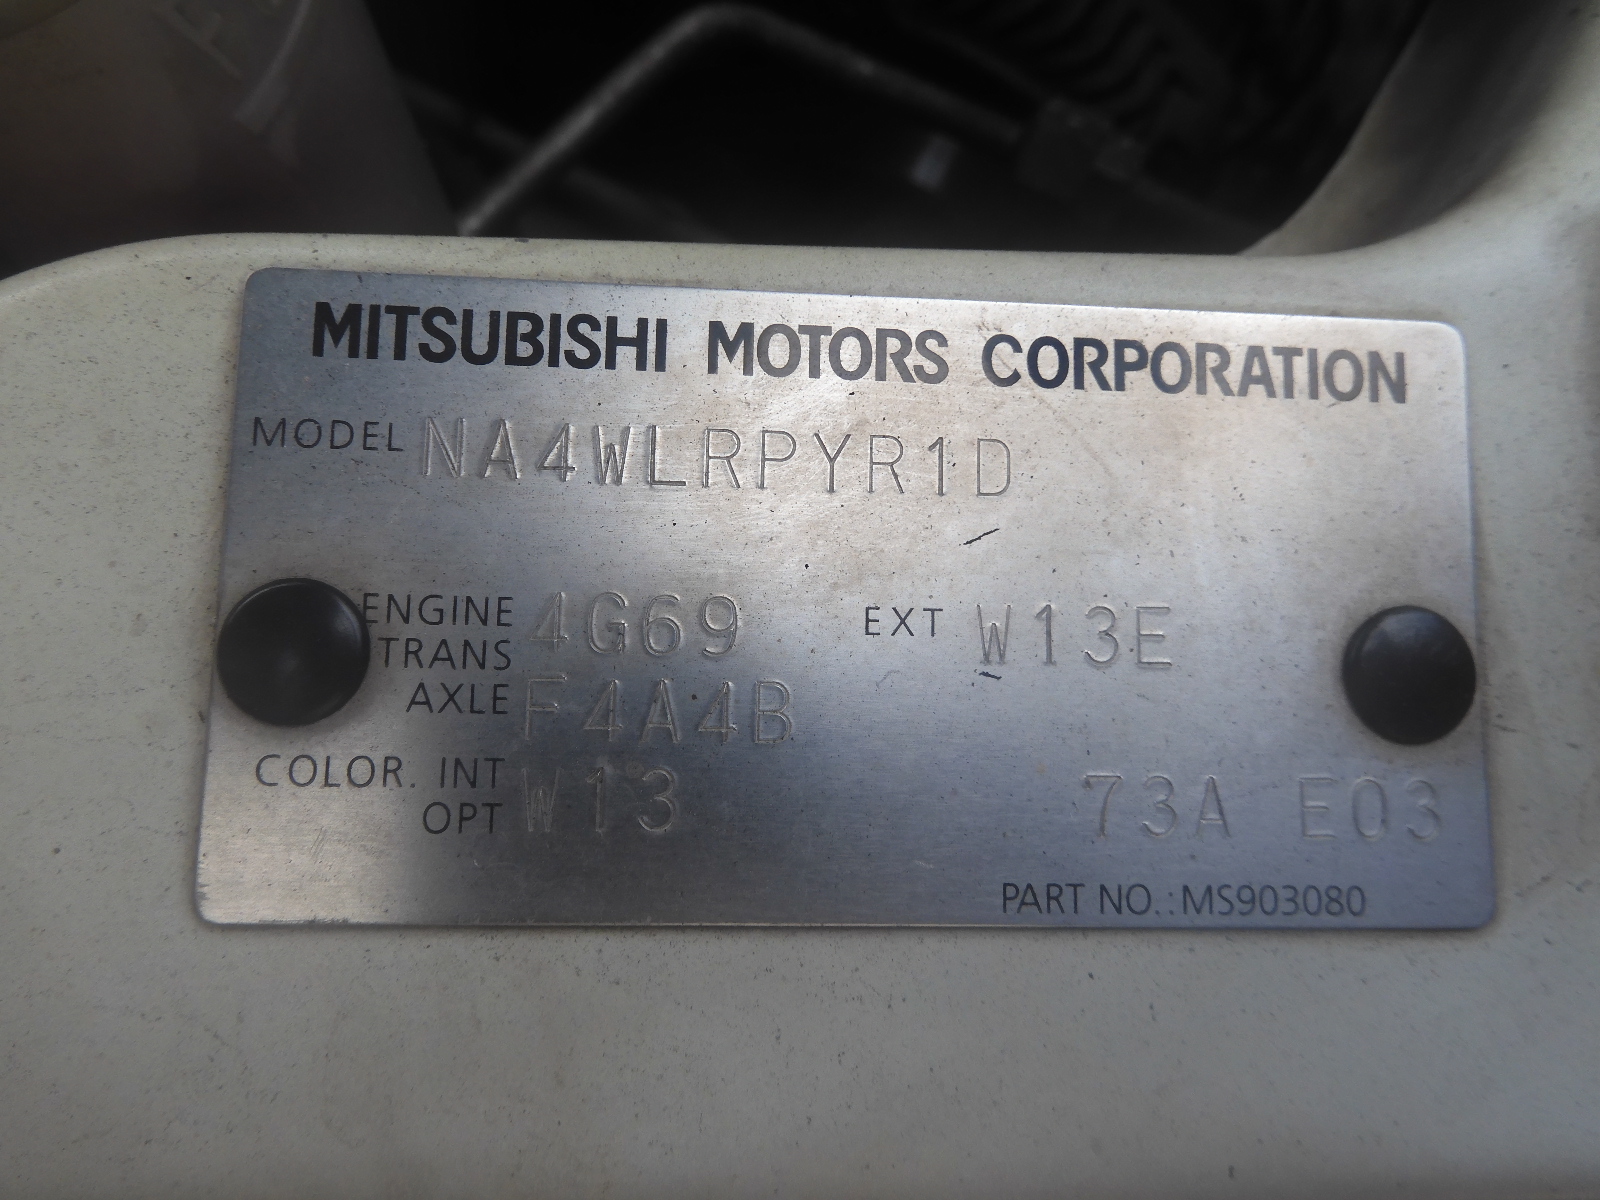 MITSUBISHI MOTORS CORPORATION
MODEL NA4WLRPYR1D
ENGINE 4G69 EXT W13E
TRANS
AXLE F4A4B
COLOR. INT W13 73A E03
OPT
PART NO.:MS903080